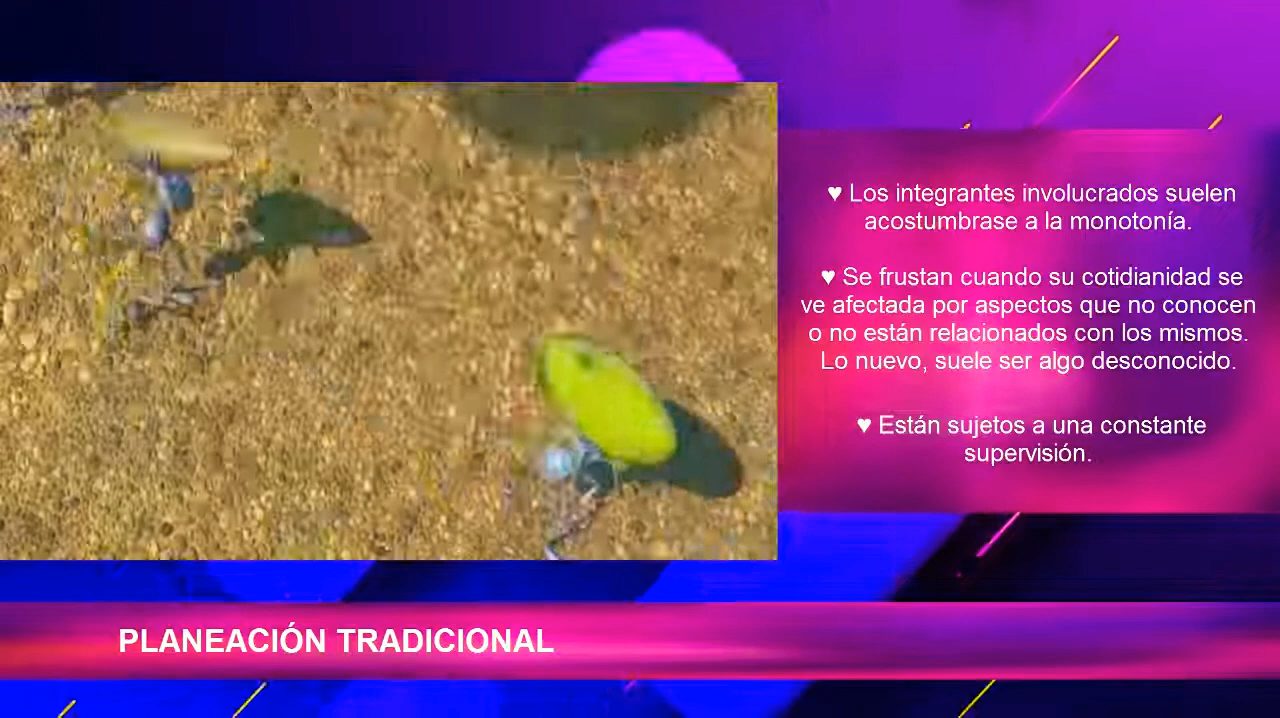 ♥ Los integrantes involucrados suelen
acostumbrase a la monotonía.
♥ Se frustan cuando su cotidianidad se
ve afectada por aspectos que no conocen
o no están relacionados con los mismos.
Lo nuevo, suele ser algo desconocido.
♥ Están sujetos a una constante
supervisión.
PLANEACIÓN TRADICIONAL